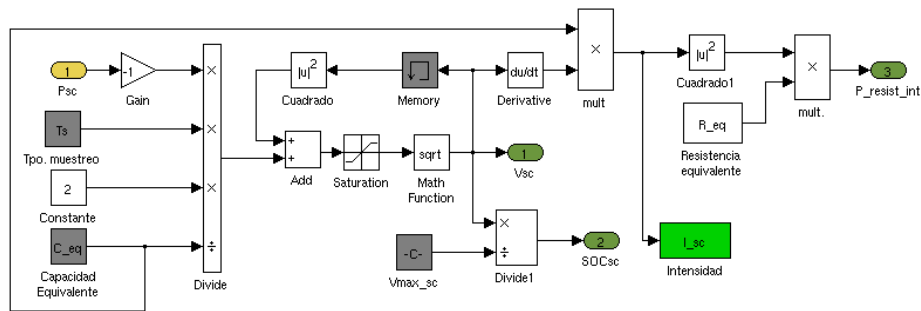 1
Psc
-1
Gain
Ts
Tpo. muestreo
2
Constante
C_eq
Capacidad
Equivalente
×
×
×
÷
Divide
|u|²
Cuadrado
Memory
du/dt
Derivative
×
mult
|u|²
Cuadrado1
×
mult.
3
P_resist_int
R_eq
Resistencia
equivalente
+
+
Add
Saturation
sqrt
Math
Function
1
Vsc
-C-
Vmax_sc
×
÷
Divide1
2
SOCsc
I_sc
Intensidad